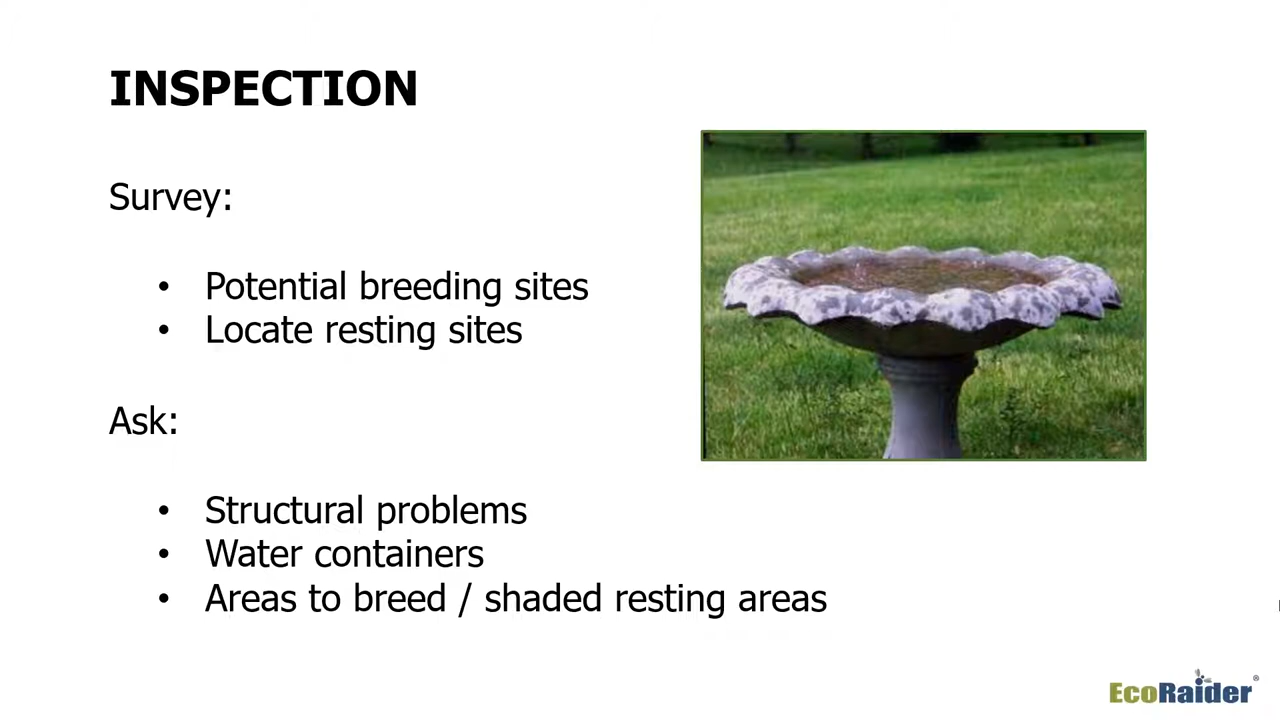 INSPECTION
Survey:
• Potential breeding sites
• Locate resting sites
Ask:
• Structural problems
• Water containers
• Areas to breed / shaded resting areas
EcoRaider®